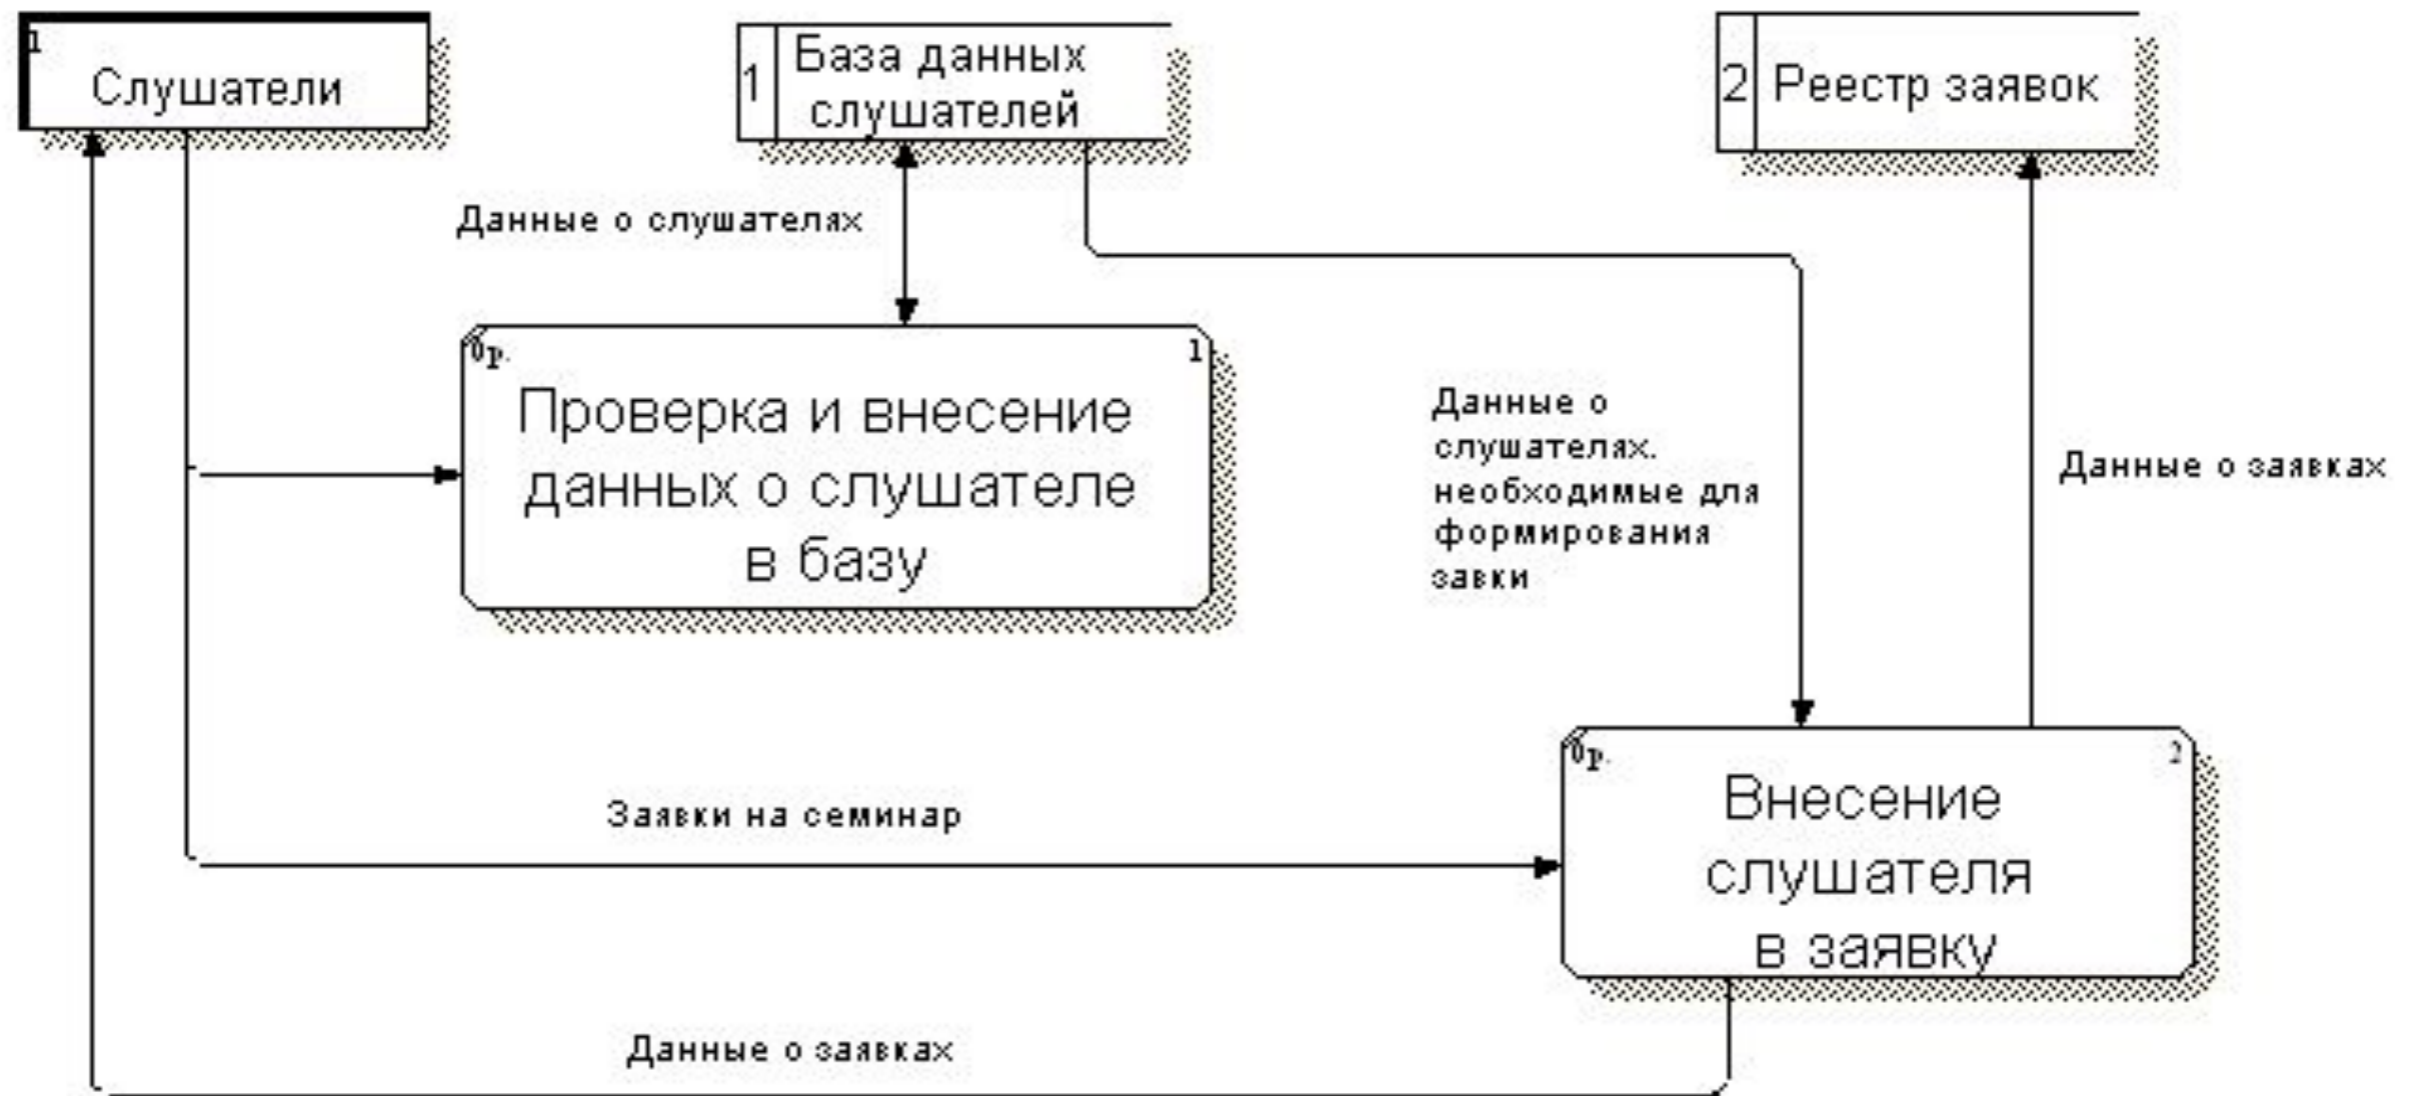 1
Слушатели
1
База данных
слушателей
2
Реестр заявок
Данные о слушателях
0р.
1
Проверка и внесение
данных о слушателе
в базу
Данные о
слушателях.
необходимые для
формирования
завки
Данные о заявках
0р.
2
Внесение
слушателя
в заявку
Заявки на семинар
Данные о заявках